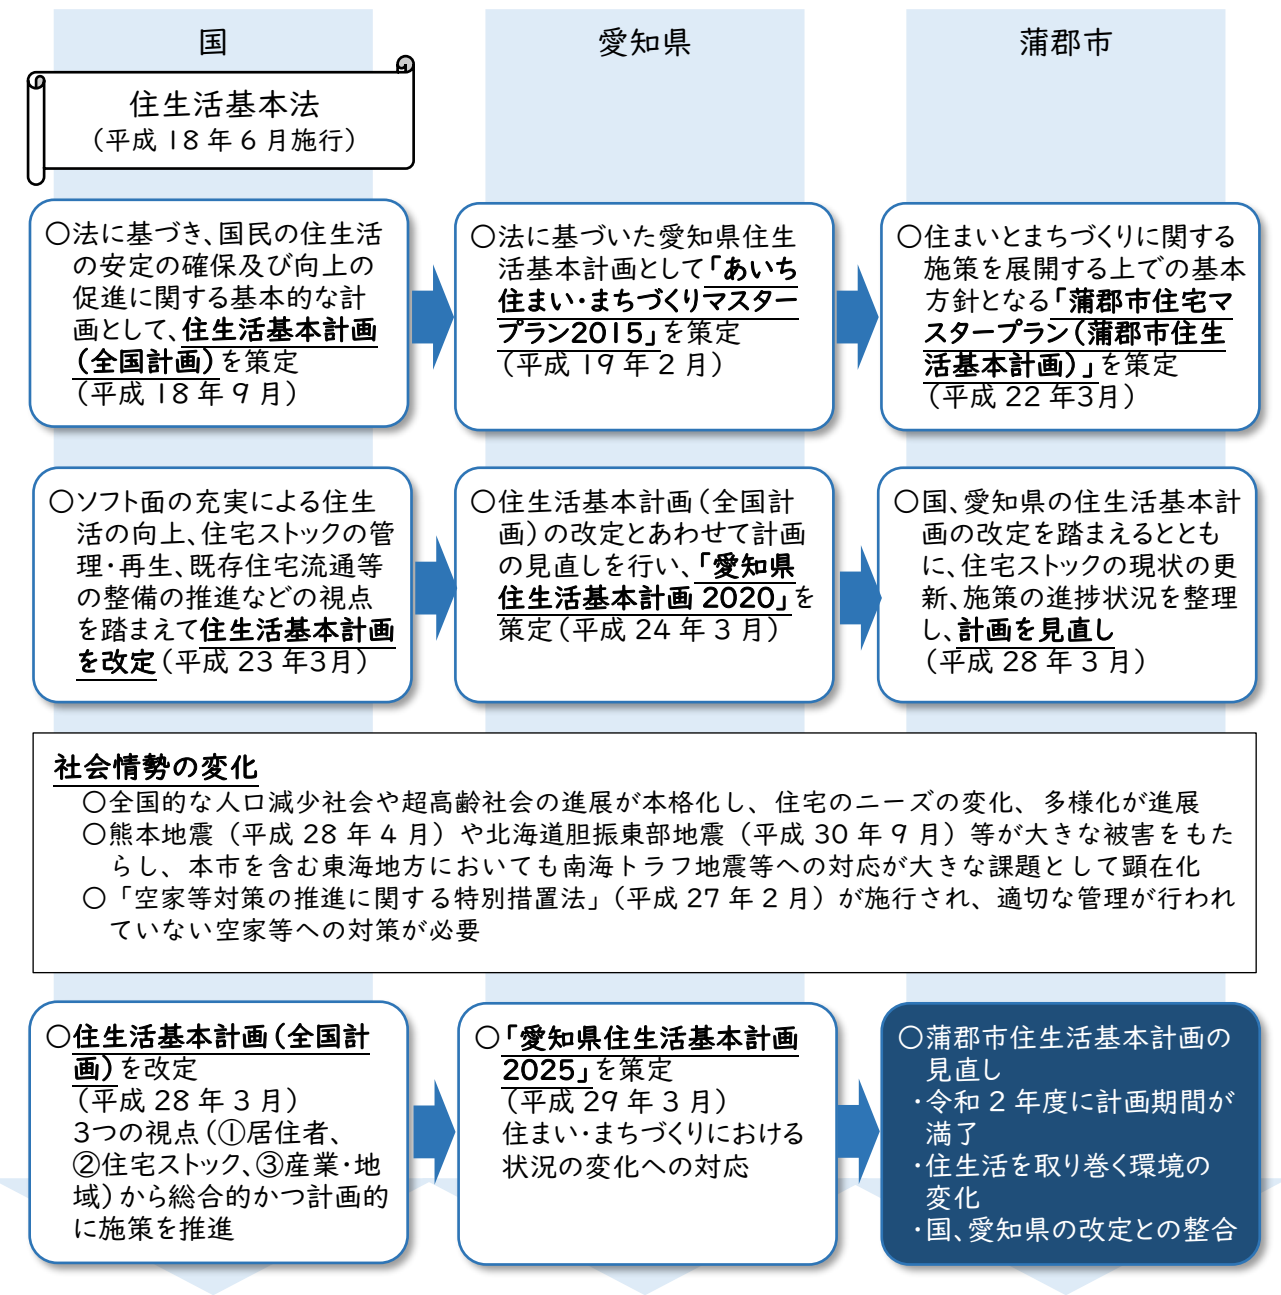 国
愛知県
蒲郡市
住生活基本法
（平成 18 年 6 月施行）
〇法に基づき、国民の住生活
の安定の確保及び向上の
促進に関する基本的な計
画として、住生活基本計画
（全国計画）を策定
（平成 18 年 9 月）
〇法に基づいた愛知県住生
活基本計画として「あいち
住まい・まちづくりマスター
プラン2015」を策定
（平成 19 年 2 月）
〇住まいとまちづくりに関する
施策を展開する上での基本
方針となる「蒲郡市住宅マ
スタープラン（蒲郡市住生
活基本計画）」を策定
（平成 22 年3月）
〇ソフト面の充実による住生
活の向上、住宅ストックの管
理・再生、既存住宅流通等
の整備の推進などの視点
を踏まえて住生活基本計画
を改定（平成 23 年3月）
〇住生活基本計画（全国計
画）の改定とあわせて計画
の見直しを行い、「愛知県
住生活基本計画 2020」を
策定（平成 24 年 3 月）
〇国、愛知県の住生活基本計
画の改定を踏まえるととも
に、住宅ストックの現状の更
新、施策の進捗状況を整理
し、計画を見直し
（平成 28 年 3 月）
社会情勢の変化
〇全国的な人口減少社会や超高齢社会の進展が本格化し、住宅のニーズの変化、多様化が進展
〇熊本地震（平成 28 年 4 月）や北海道胆振東部地震（平成 30 年 9 月）等が大きな被害をもた
らし、本市を含む東海地方においても南海トラフ地震等への対応が大きな課題として顕在化
〇「空家等対策の推進に関する特別措置法」（平成 27 年 2 月）が施行され、適切な管理が行われ
ていない空家等への対策が必要
〇住生活基本計画（全国計
画）を改定
（平成 28 年 3 月）
3つの視点（①居住者、
②住宅ストック、③産業・地
域）から総合的かつ計画的
に施策を推進
〇「愛知県住生活基本計画
2025」を策定
（平成 29 年 3 月）
住まい・まちづくりにおける
状況の変化への対応
〇蒲郡市住生活基本計画の
見直し
・令和 2 年度に計画期間が
満了
・住生活を取り巻く環境の
変化
・国、愛知県の改定との整合